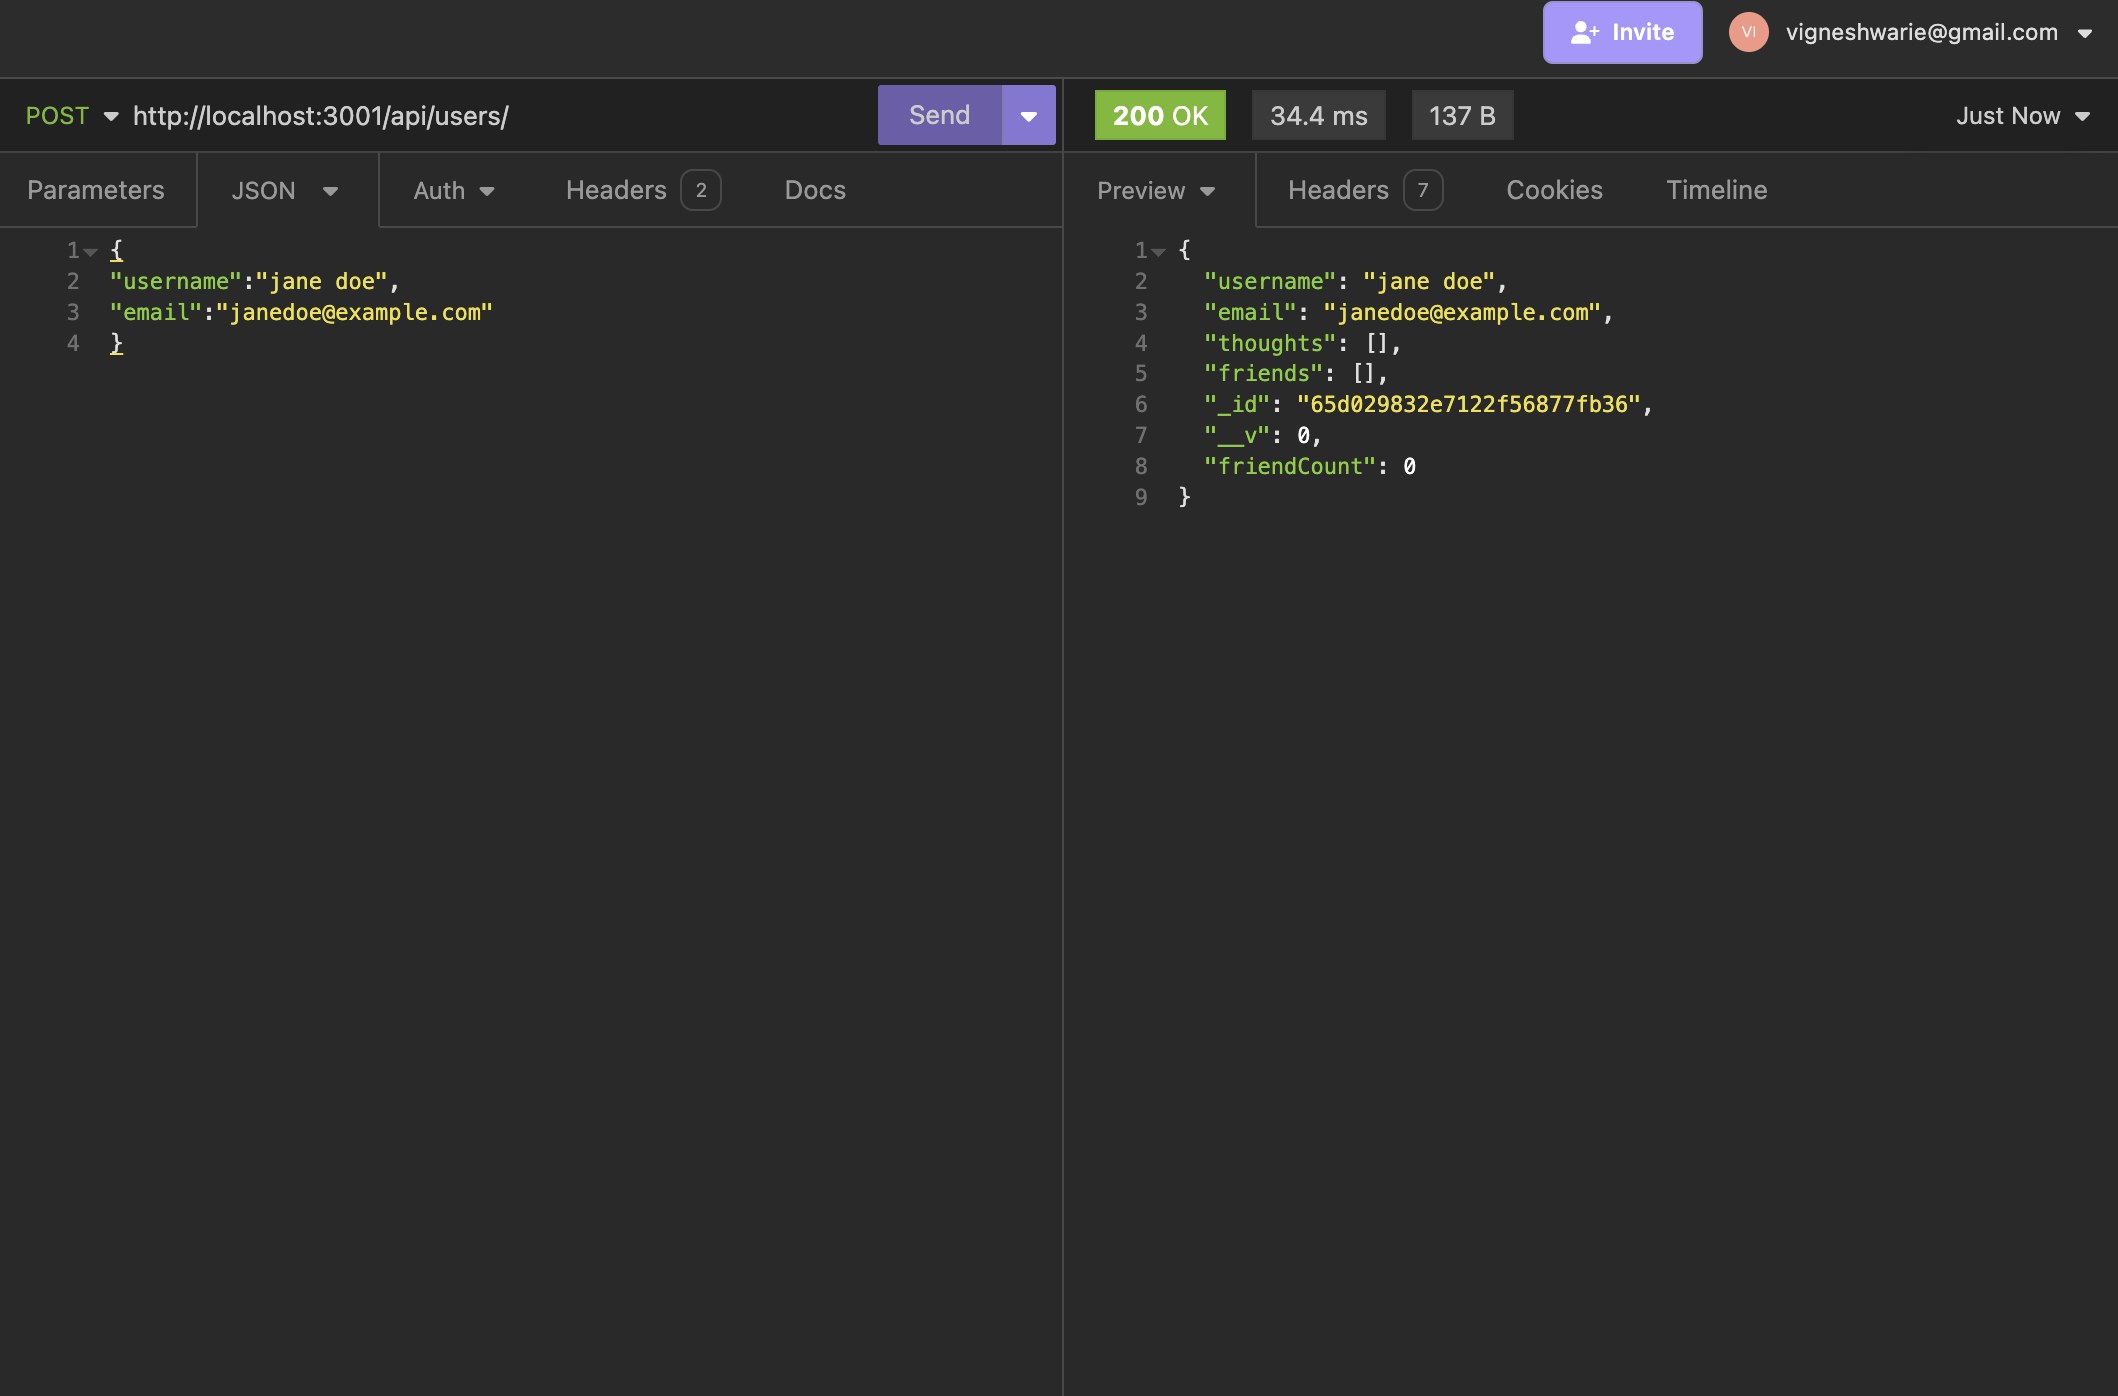 Invite
VI vigneshwarie@gmail.com
POST http://localhost:3001/api/users/ Send
200 OK 34.4 ms 137 B Just Now
Parameters JSON Auth Headers 2 Docs
Preview Headers 7 Cookies Timeline
1 {
2 "username":"jane doe",
3 "email":"janedoe@example.com"
4 }
1 {
2 "username": "jane doe",
3 "email": "janedoe@example.com",
4 "thoughts": [],
5 "friends": [],
6 "_id": "65d029832e7122f56877fb36",
7 "__v": 0,
8 "friendCount": 0
9 }